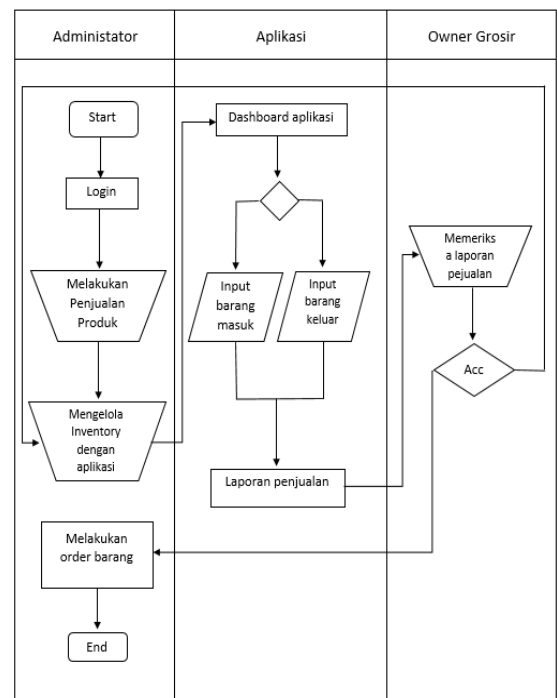 Administator
Aplikasi
Owner Grosir
Start
Login
Melakukan
Penjualan
Produk
Mengelola
Inventory
dengan
aplikasi
Melakukan
order barang
End
Dashboard aplikasi
Input
barang
masuk
Input
barang
keluar
Laporan penjualan
Memeriks
a laporan
pejualan
Acc